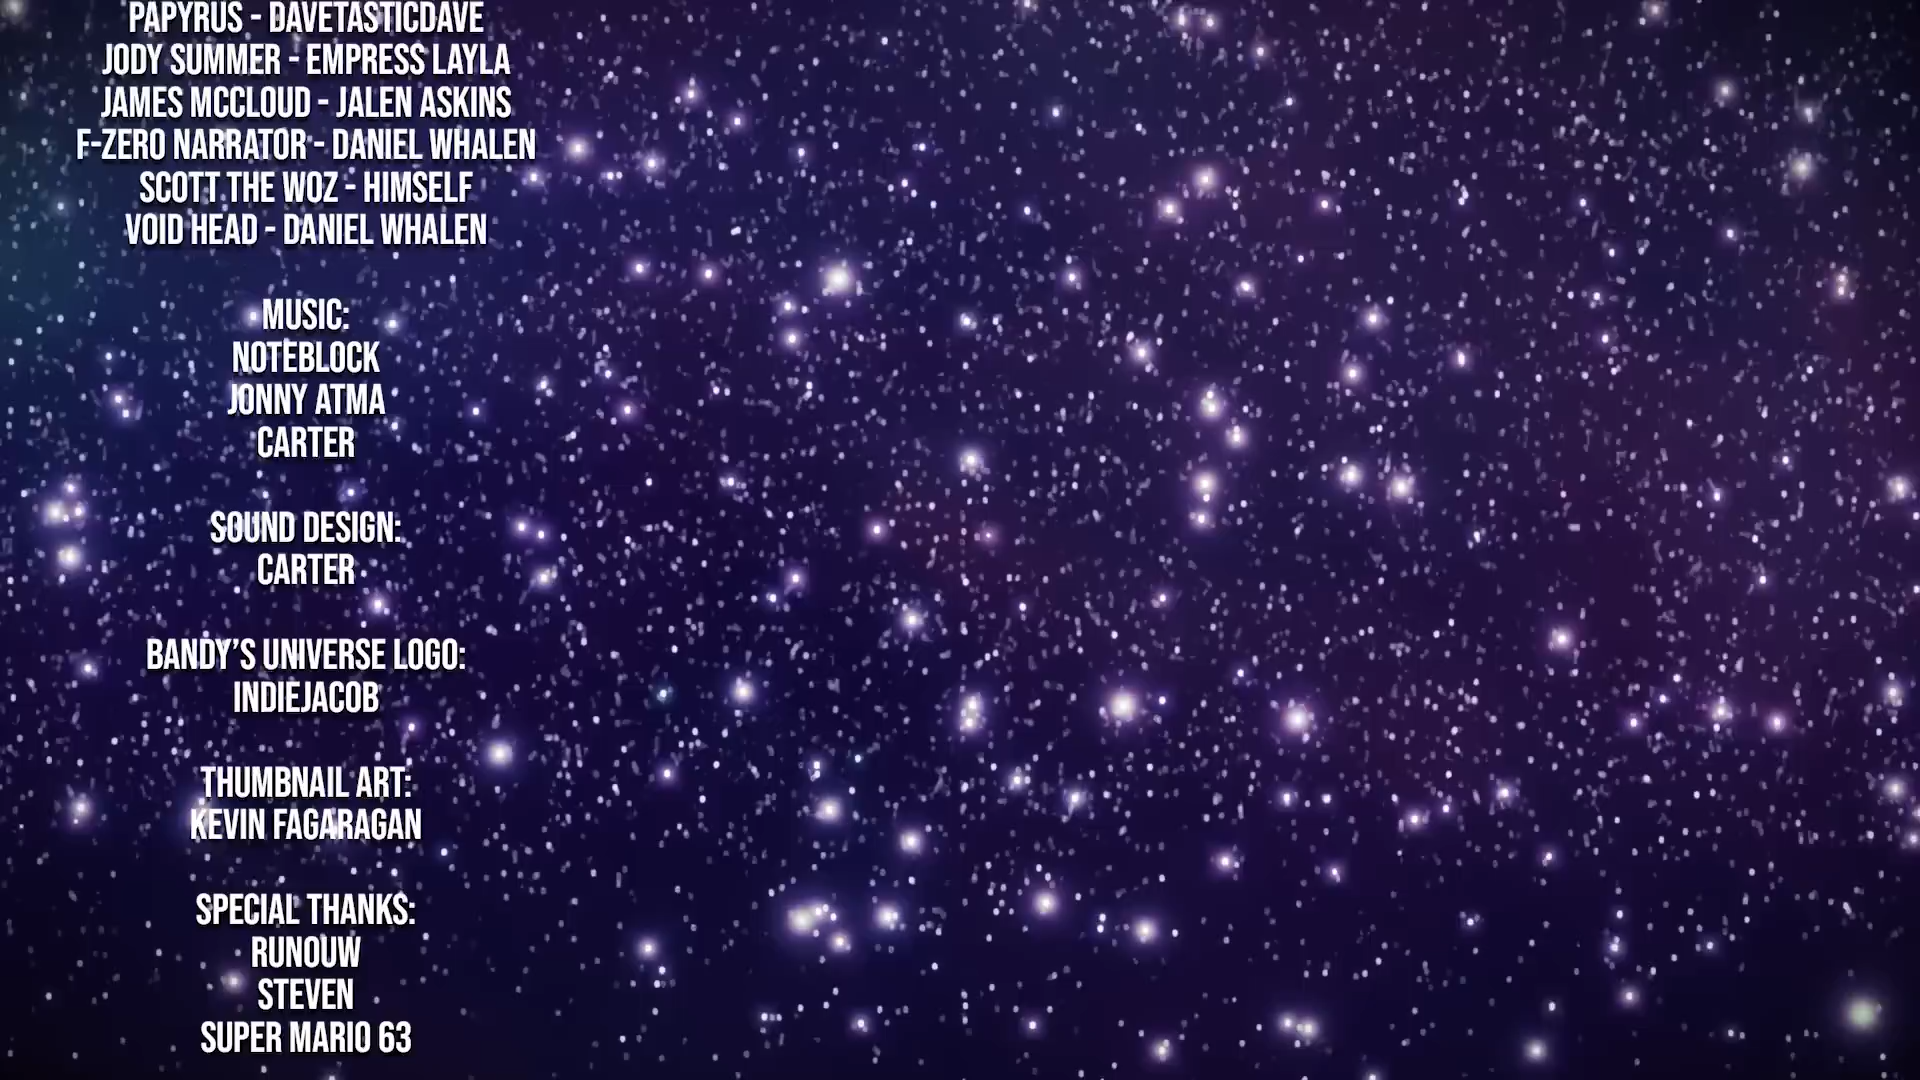 PAPYRUS - DAVETASTICDAVE
JODY SUMMER - EMPRESS LAYLA
JAMES MCCLOUD - JALEN ASKINS
F-ZERO NARRATOR - DANIEL WHALEN
SCOTT THE WOZ - HIMSELF
VOID HEAD - DANIEL WHALEN
MUSIC:
NOTEBLOCK
JONNY ATMA
CARTER
SOUND DESIGN:
CARTER
BANDY'S UNIVERSE LOGO:
INDIEJACOB
THUMBNAIL ART:
KEVIN FAGARAGAN
SPECIAL THANKS:
RUNOUW
STEVEN
SUPER MARIO 63